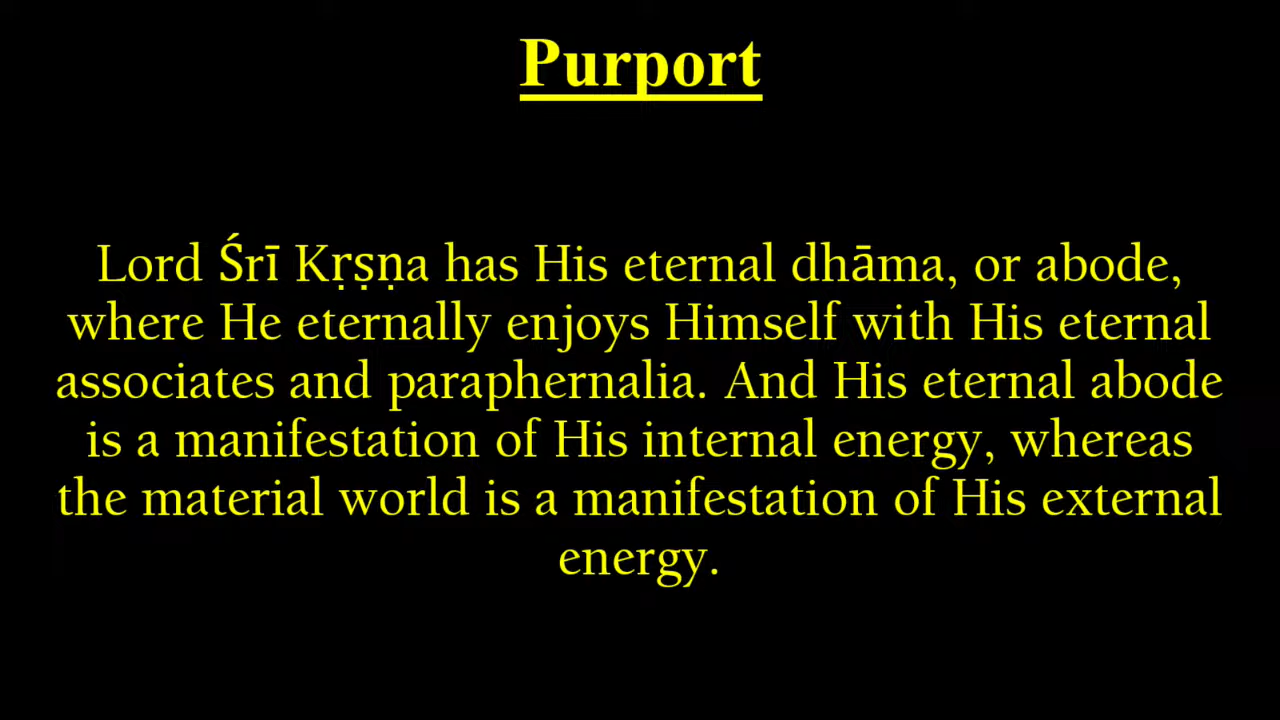 Purport
Lord Śrī Kṛṣṇa has His eternal dhāma, or abode,
where He eternally enjoys Himself with His eternal
associates and paraphernalia. And His eternal abode
is a manifestation of His internal energy, whereas
the material world is a manifestation of His external
energy.